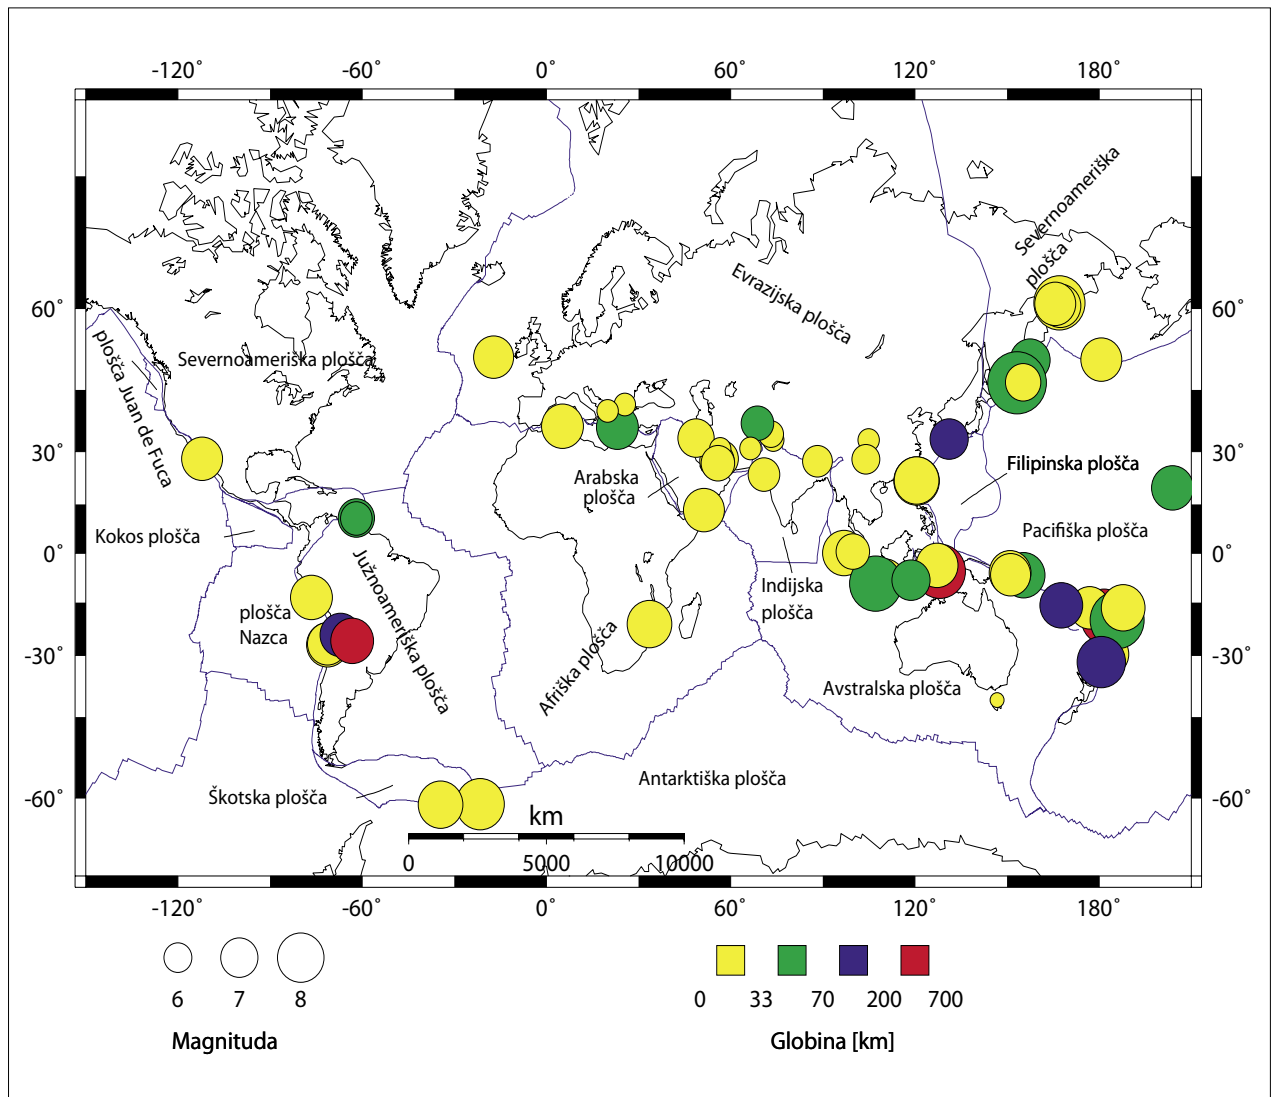 -120˚ -60˚ 0˚ 60˚ 120˚ 180˚
Severnoameriška
plošča
Evrazijska plošča
60˚ 60˚
plošča Juan de Fuca
Severnoameriška plošča
30˚ 30˚
Arabska
plošča
Filipinska plošča
Kokos plošča
Pacifiška plošča
0˚ 0˚
Južnoameriška plošča
Indijska
plošča
plošča
Nazca
Afriška plošča
-30˚ -30˚
Avstralska plošča
Antarktiška plošča
Škotska plošča
-60˚ -60˚
km
0 5000 10000
-120˚ -60˚ 0˚ 60˚ 120˚ 180˚
6 7 8
0 33 70 200 700
Magnituda
Globina [km]